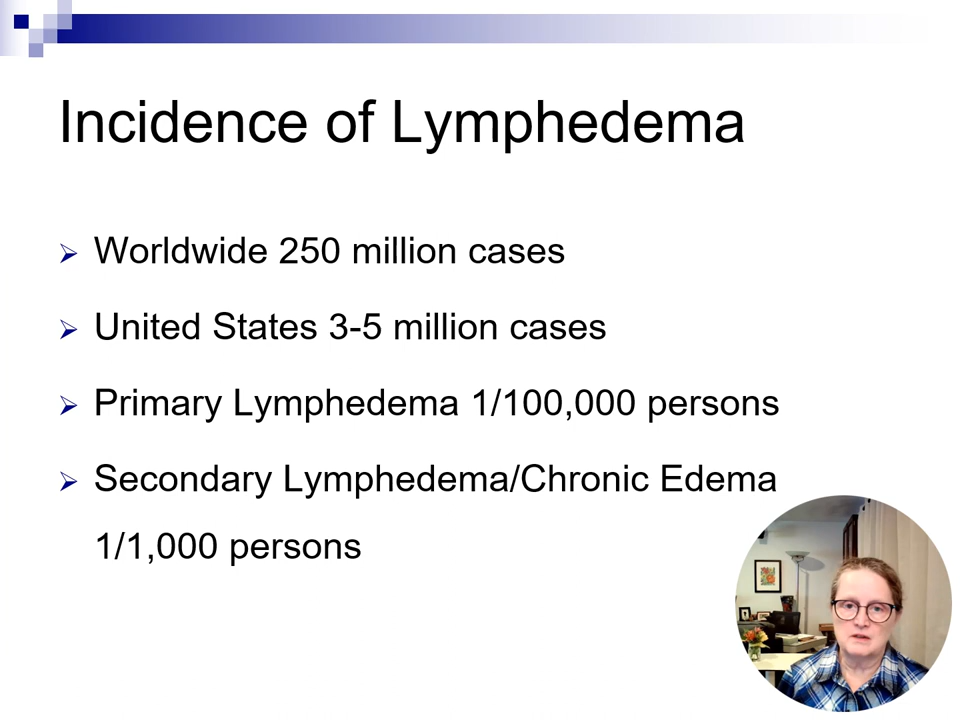 Incidence of Lymphedema
Worldwide 250 million cases
United States 3-5 million cases
Primary Lymphedema 1/100,000 persons
Secondary Lymphedema/Chronic Edema
1/1,000 persons